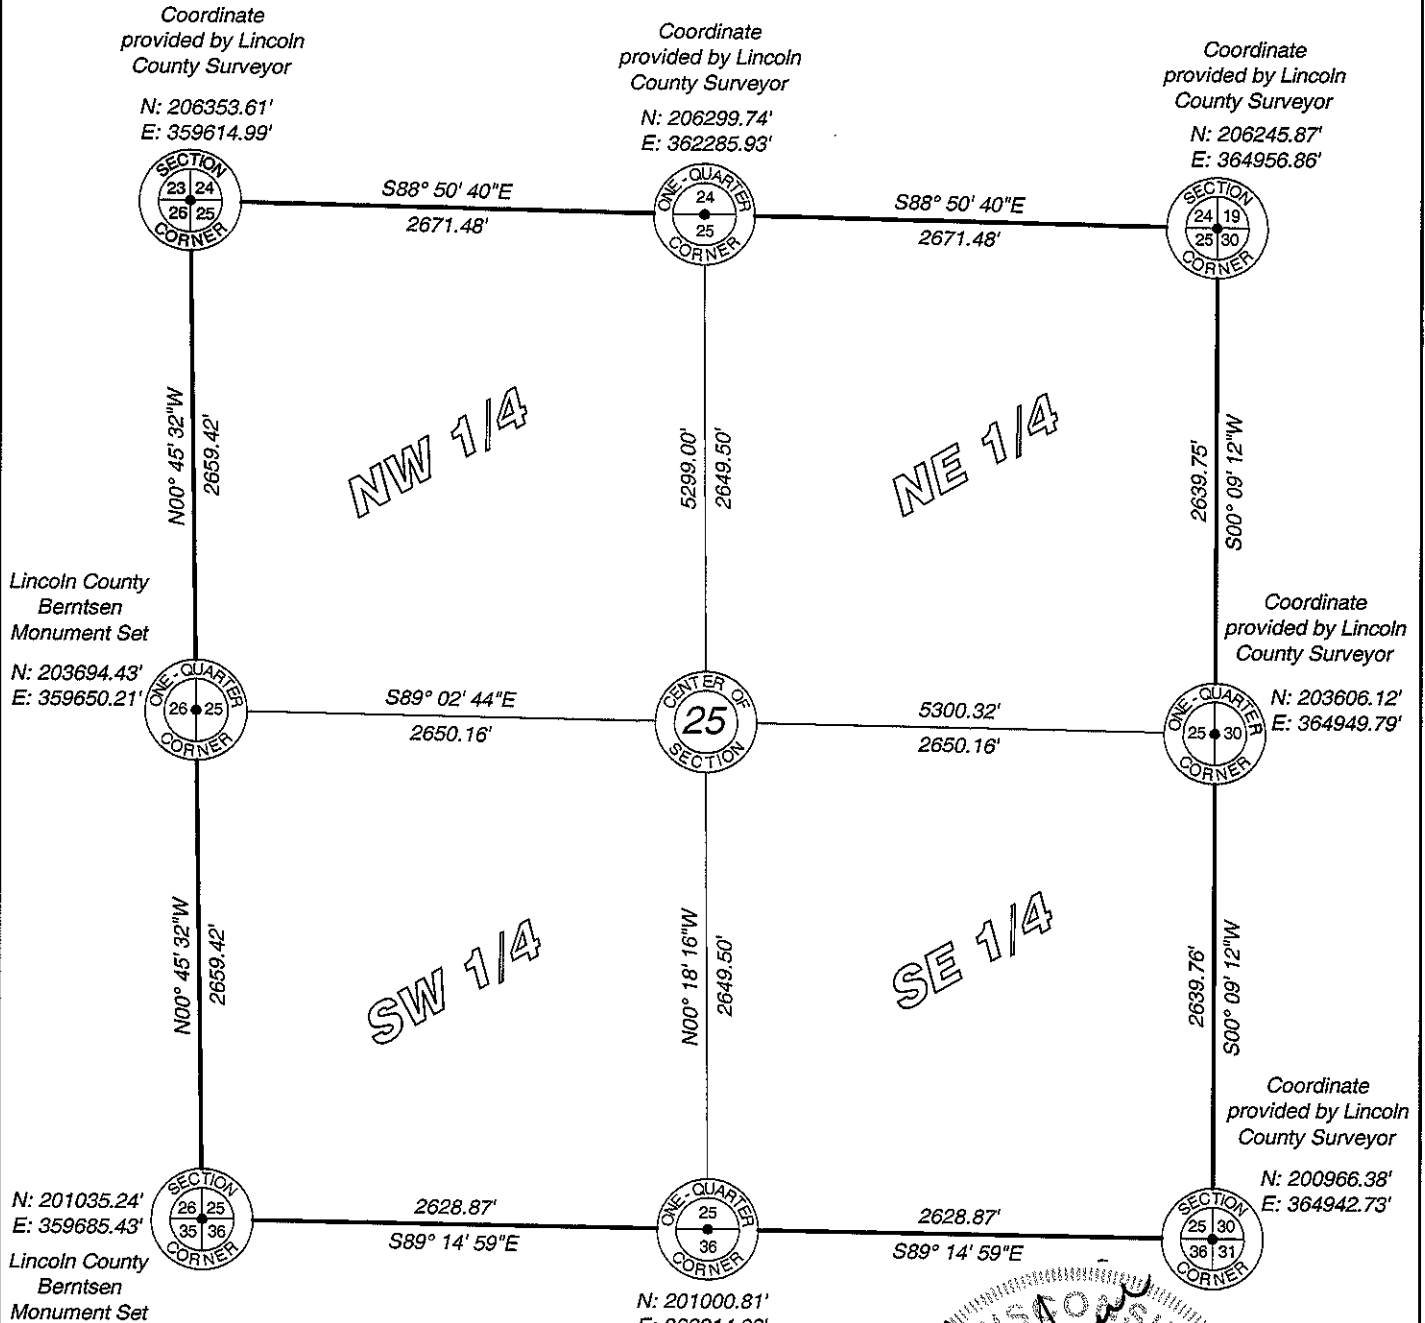 Coordinate
provided by Lincoln
County Surveyor
N: 206353.61'
E: 359614.99'
Coordinate
provided by Lincoln
County Surveyor
N: 206299.74'
E: 362285.93'
Coordinate
provided by Lincoln
County Surveyor
N: 206245.87'
E: 364956.86'
SECTION
23 24
26 25
CORNER
S88° 50' 40"E
2671.48'
ONE-QUARTER
24
25
CORNER
S88° 50' 40"E
2671.48'
SECTION
24 19
25 30
CORNER
N00° 45' 32"W
2659.42'
NW 1/4
5299.00'
2649.50'
NE 1/4
2639.75'
S00° 09' 12"W
Lincoln County
Berntsen
Monument Set
N: 203694.43'
E: 359650.21'
ONE-QUARTER
26 25
CORNER
S89° 02' 44"E
2650.16'
CENTER OF
25
SECTION
5300.32'
2650.16'
ONE-QUARTER
25 30
CORNER
Coordinate
provided by Lincoln
County Surveyor
N: 203606.12'
E: 364949.79'
N00° 45' 32"W
2659.42'
SW 1/4
N00° 18' 16"W
2649.50'
SE 1/4
2639.76'
S00° 09' 12"W
Coordinate
provided by Lincoln
County Surveyor
N: 200966.38'
E: 364942.73'
N: 201035.24'
E: 359685.43'
Lincoln County
Berntsen
Monument Set
SECTION
26 25
35 36
CORNER
2628.87'
S89° 14' 59"E
ONE-QUARTER
25
36
CORNER
2628.87'
S89° 14' 59"E
SECTION
25 30
36 31
CORNER
N: 201000.81'